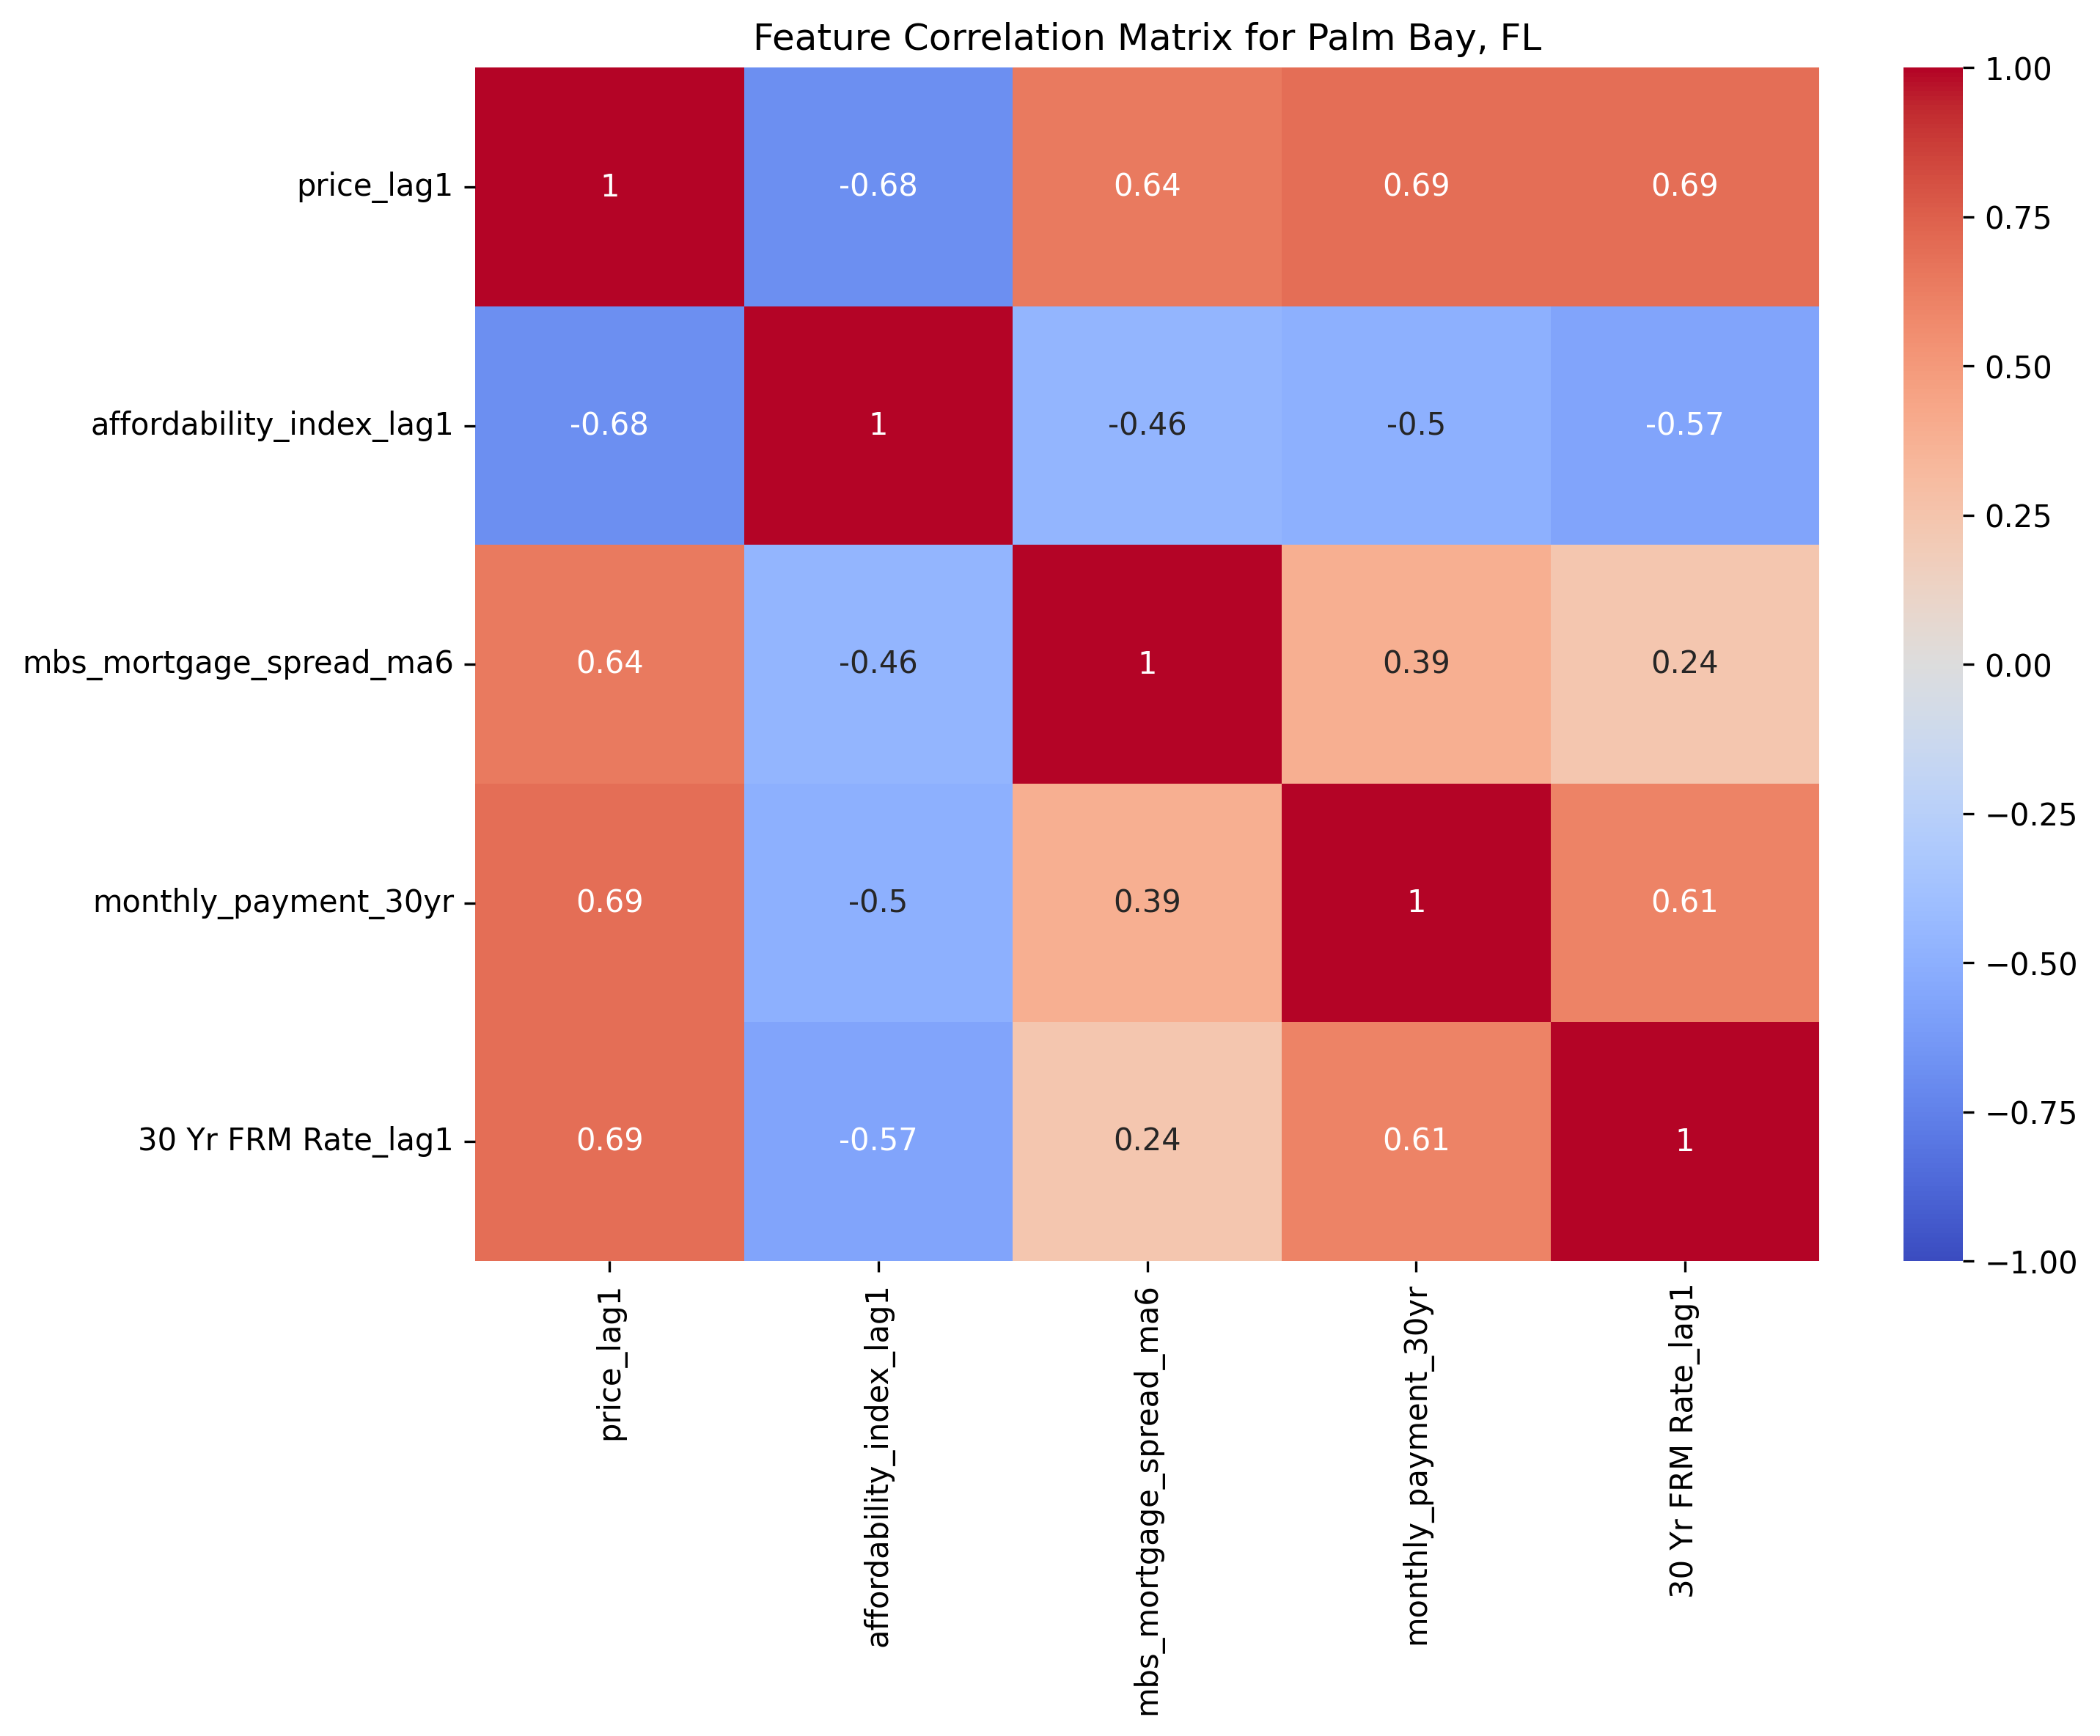 Feature Correlation Matrix for Palm Bay, FL
price_lag1 1 -0.68 0.64 0.69 0.69
affordability_index_lag1 -0.68 1 -0.46 -0.5 -0.57
mbs_mortgage_spread_ma6 0.64 -0.46 1 0.39 0.24
monthly_payment_30yr 0.69 -0.5 0.39 1 0.61
30 Yr FRM Rate_lag1 0.69 -0.57 0.24 0.61 1
price_lag1
affordability_index_lag1
mbs_mortgage_spread_ma6
monthly_payment_30yr
30 Yr FRM Rate_lag1
1.00
0.75
0.50
0.25
0.00
−0.25
−0.50
−0.75
−1.00